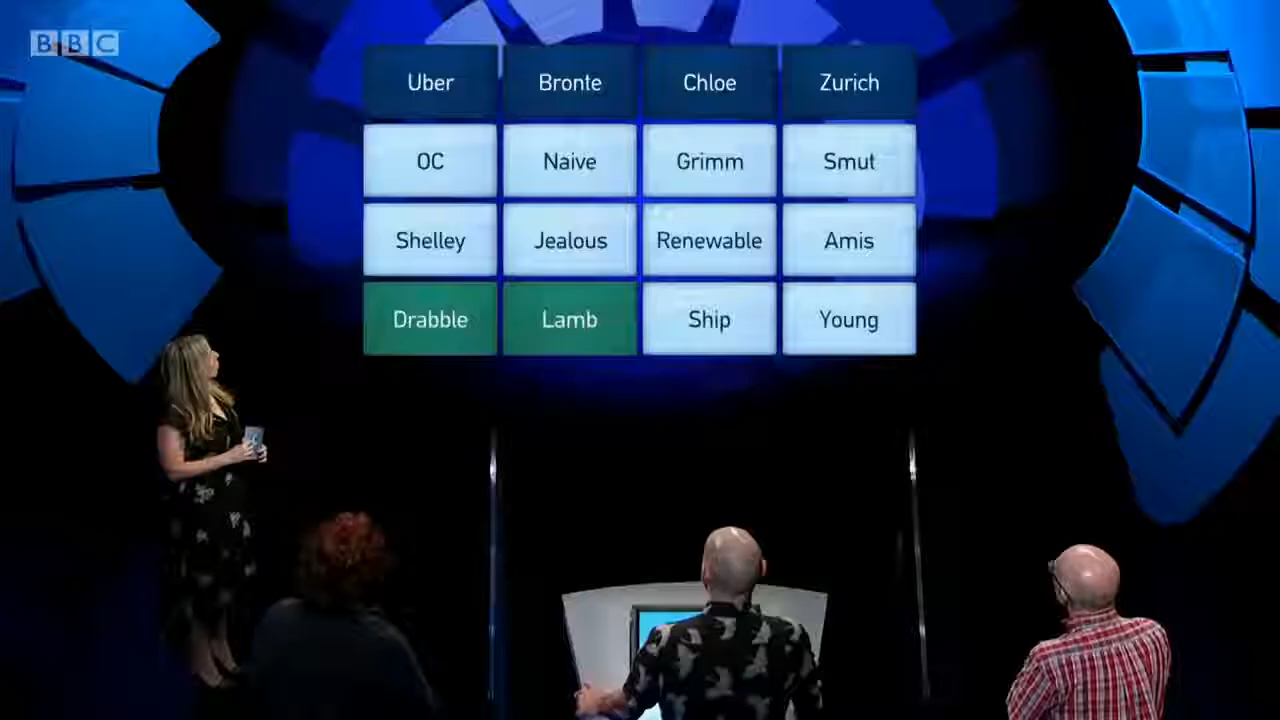 BBC
Uber Bronte Chloe Zurich
OC Naive Grimm Smut
Shelley Jealous Renewable Amis
Drabble Lamb Ship Young